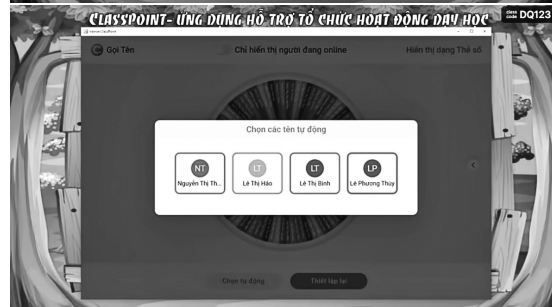 CLASSPOINT- ỨNG DỤNG HỖ TRỢ TỔ CHỨC HOẠT ĐỘNG DẠY HỌC
class code DQ123
Gọi Tên
Chỉ hiển thị người đang online
Hiển thị dạng Thẻ số
Chọn các tên tự động
NT
LT
LT
LP
Nguyễn Thị Th...
Lê Thị Hảo
Lê Thị Bình
Lê Phương Thùy
Chọn tự động
Thiết lập lại